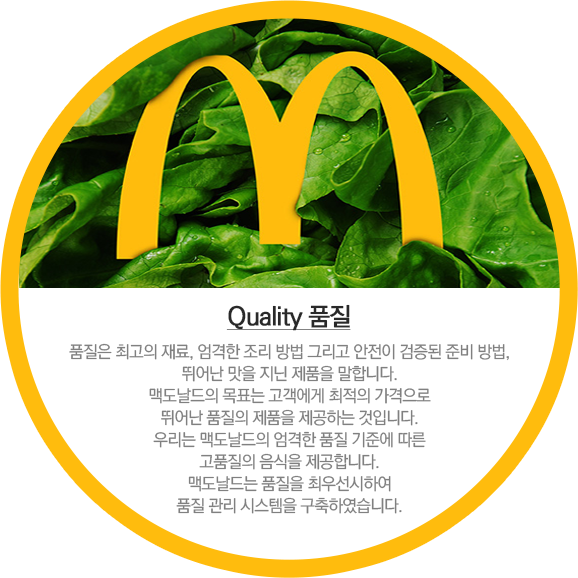 Quality 품질
품질은 최고의 재료, 엄격한 조리 방법 그리고 안전이 검증된 준비 방법,
뛰어난 맛을 지닌 제품을 말합니다.
맥도날드의 목표는 고객에게 최적의 가격으로
뛰어난 품질의 제품을 제공하는 것입니다.
우리는 맥도날드의 엄격한 품질 기준에 따른
고품질의 음식을 제공합니다.
맥도날드는 품질을 최우선시하여
품질 관리 시스템을 구축하였습니다.